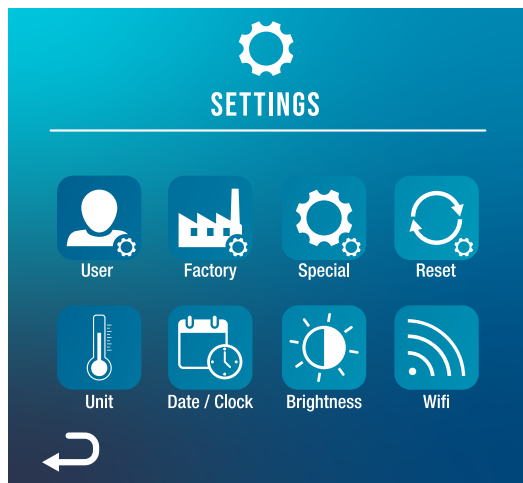 SETTINGS
User Factory Special Reset
Unit Date / Clock Brightness Wifi